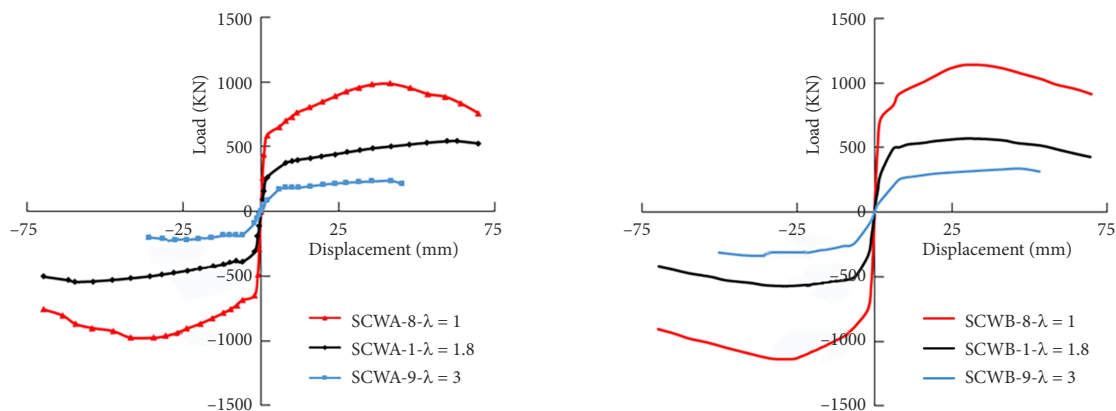 1500
1000
500
0
−500
−1000
−1500
−75
−25
25
75
Load (KN)
Displacement (mm)
SCWA-8-λ = 1
SCWA-1-λ = 1.8
SCWA-9-λ = 3
1500
1000
500
0
−500
−1000
−1500
−75
−25
25
75
Load (KN)
Displacement (mm)
SCWB-8-λ = 1
SCWB-1-λ = 1.8
SCWB-9-λ = 3